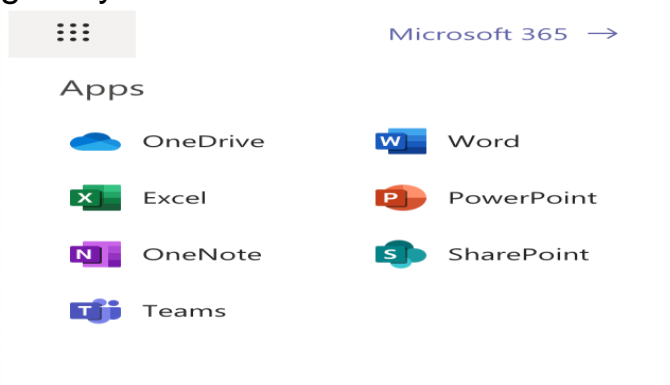 Microsoft 365 →
Apps
OneDrive
Word
Excel
PowerPoint
OneNote
SharePoint
Teams